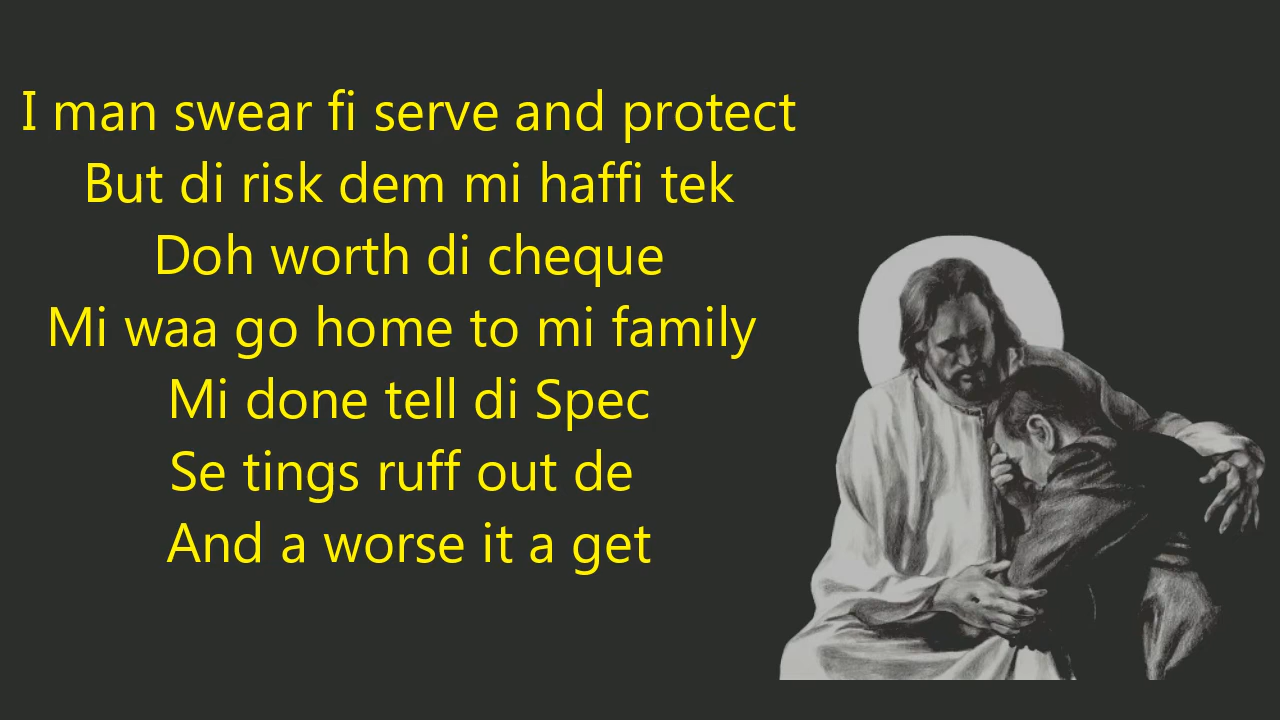 I man swear fi serve and protect
But di risk dem mi haffi tek
Doh worth di cheque
Mi waa go home to mi family
Mi done tell di Spec
Se tings ruff out de
And a worse it a get